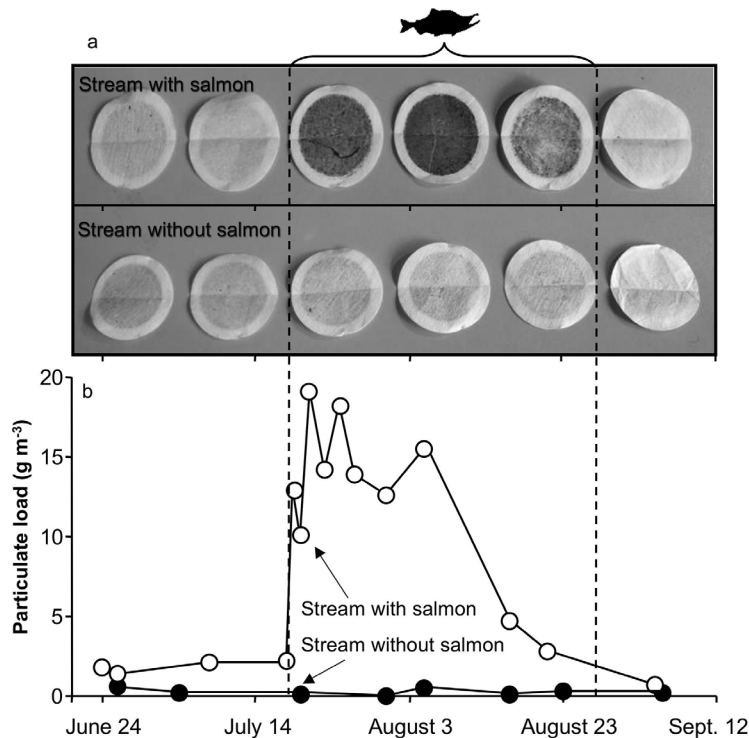 a
Stream with salmon
Stream without salmon
b
Particulate load (g m-3)
20
15
10
5
0
Stream with salmon
Stream without salmon
June 24
July 14
August 3
August 23
Sept. 12